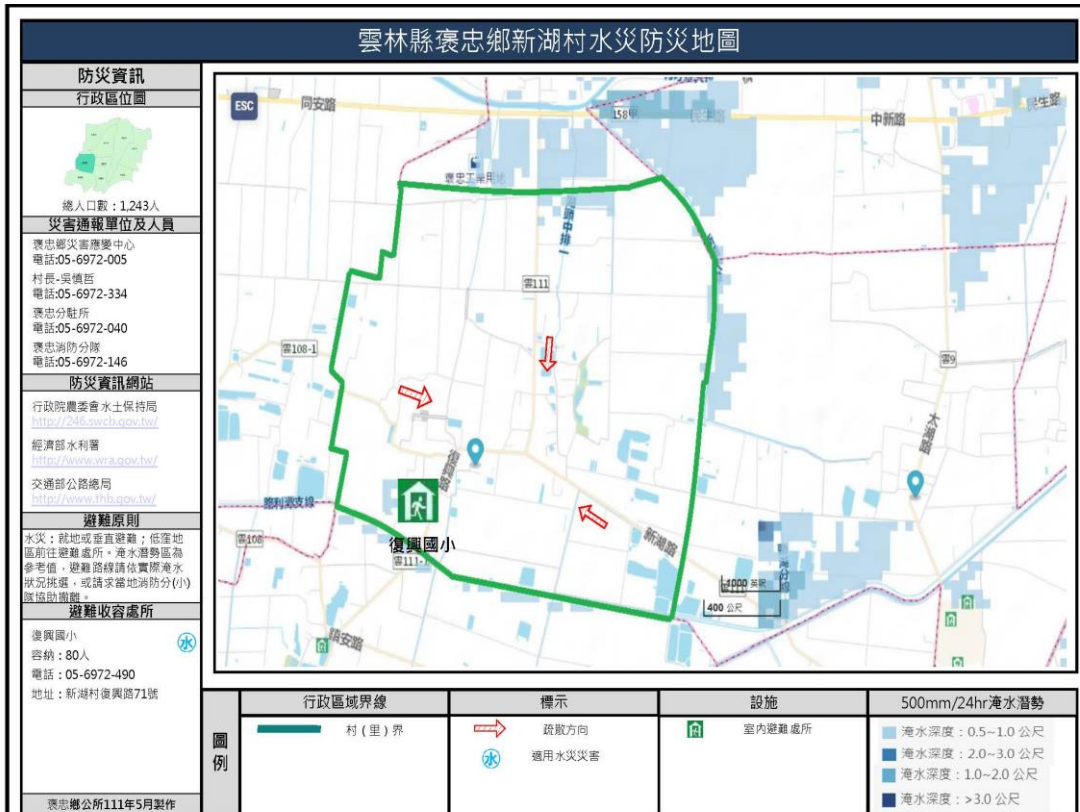 雲林縣褒忠鄉新湖村水災防災地圖
防災資訊
行政區位圖
總人口數：1,243人
災害通報單位及人員
褒忠鄉災害應變中心
電話:05-6972-005
村長-吳慎哲
電話:05-6972-334
褒忠分駐所
電話:05-6972-040
褒忠消防分隊
電話:05-6972-146
防災資訊網站
行政院農委會水土保持局
http://246.swcb.gov.tw/
經濟部水利署
http://www.wra.gov.tw/
交通部公路總局
http://www.thb.gov.tw/
避難原則
水災：就地或垂直避難；低窪地
區前往避難處所。淹水潛勢區為
參考值，避難路線請依實際淹水
狀況挑選，或請求當地消防分(小)
隊協助撤離。
避難收容處所
復興國小
水
容納：80人
電話：05-6972-490
地址：新湖村復興路71號
褒忠鄉公所111年5月製作
ESC
同安路
158甲
民生路
中新路
民生路
褒忠工業用地
雲111
雲108-1
雲9
太湖路
復興路
復興國小
雲108
雲111-1
新湖路
鎮安路
1000 英呎
400 公尺
圖例
行政區域界線
村（里）界
標示
疏散方向
水
適用水災災害
設施
室內避難處所
500mm/24hr淹水潛勢
淹水深度：0.5~1.0 公尺
淹水深度：2.0~3.0 公尺
淹水深度：1.0~2.0 公尺
淹水深度：>3.0 公尺